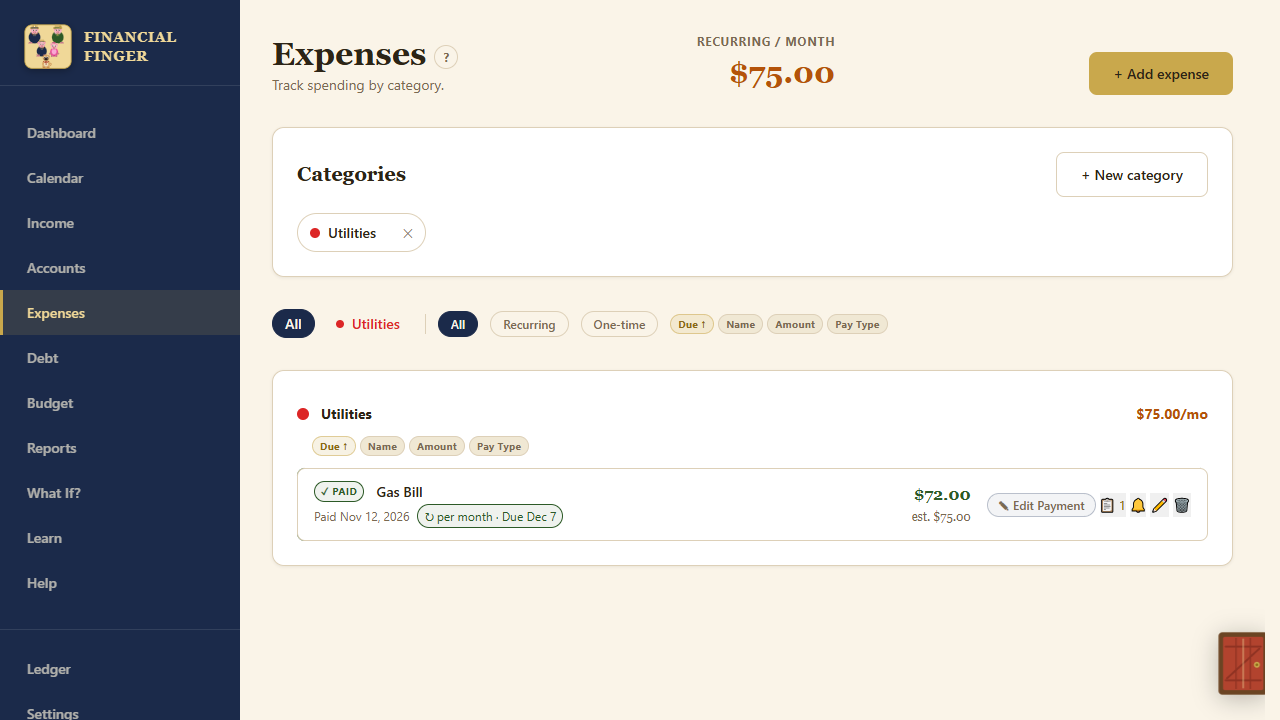 FINANCIAL
FINGER
Dashboard
Calendar
Income
Accounts
Expenses
Debt
Budget
Reports
What If?
Learn
Help
Ledger
Settings
Expenses ?
Track spending by category.
RECURRING / MONTH
$75.00
+ Add expense
Categories
+ New category
Utilities ×
All Utilities All Recurring One-time Due ↑ Name Amount Pay Type
Utilities $75.00/mo
Due ↑ Name Amount Pay Type
✓ PAID Gas Bill
Paid Nov 12, 2026 ↻ per month · Due Dec 7
$72.00
est. $75.00
✎ Edit Payment 📋 1 🔔 ✏️ 🗑️